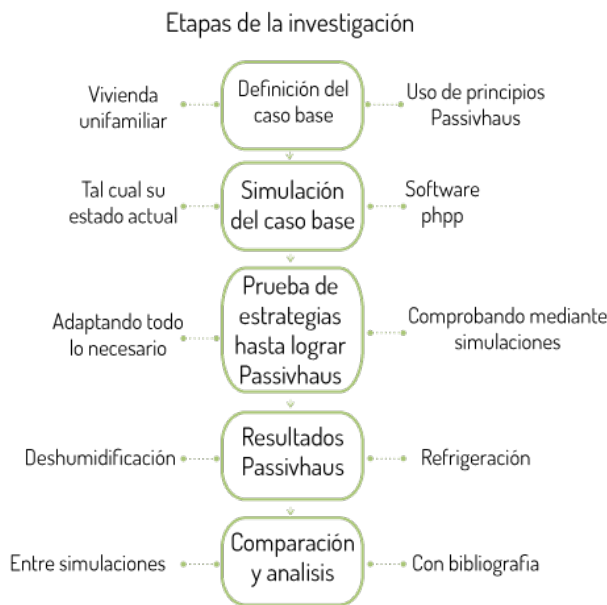 Etapas de la investigación
Vivienda
unifamiliar
Definición del
caso base
Uso de principios
Passivhaus
Tal cual su
estado actual
Simulación
del caso base
Software
phpp
Adaptando todo
lo necesario
Prueba de
estrategias
hasta lograr
Passivhaus
Comprobando mediante
simulaciones
Deshumidificación
Resultados
Passivhaus
Refrigeración
Entre simulaciones
Comparación
y analisis
Con bibliografia